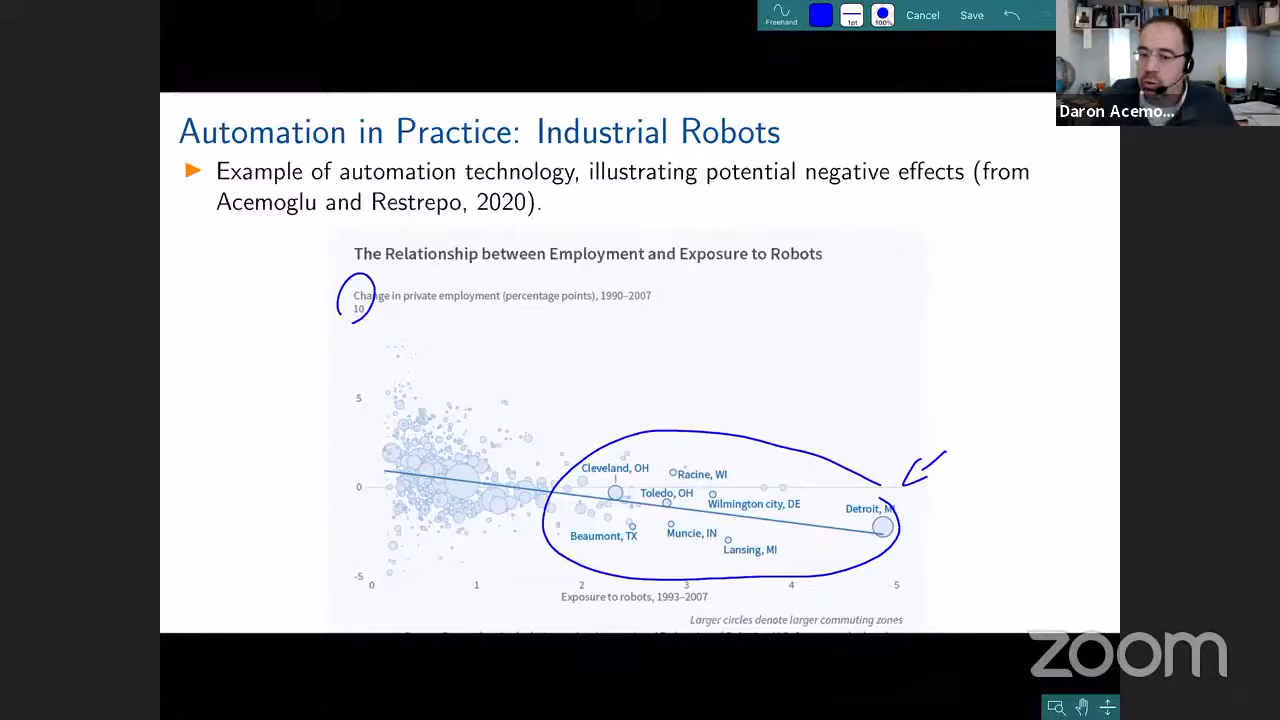 Freehand
1pt
100%
Cancel
Save
Daron Acemo...
Automation in Practice: Industrial Robots
Example of automation technology, illustrating potential negative effects (from
Acemoglu and Restrepo, 2020).
The Relationship between Employment and Exposure to Robots
Change in private employment (percentage points), 1990–2007
10
5
Cleveland, OH
Racine, WI
0
Toledo, OH
Wilmington city, DE
Detroit, MI
Beaumont, TX
Muncie, IN
Lansing, MI
-5
0 1 2 3 4 5
Exposure to robots, 1993–2007
Larger circles denote larger commuting zones
zoom